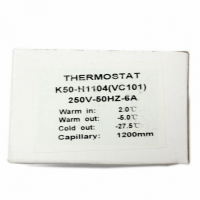 THERMOSTAT
K50-H1104(VC101)
250V-50HZ-6A
Warm in: 2.0℃
Warm out: -5.0℃
Cold out: -27.5℃
Capillary: 1200mm